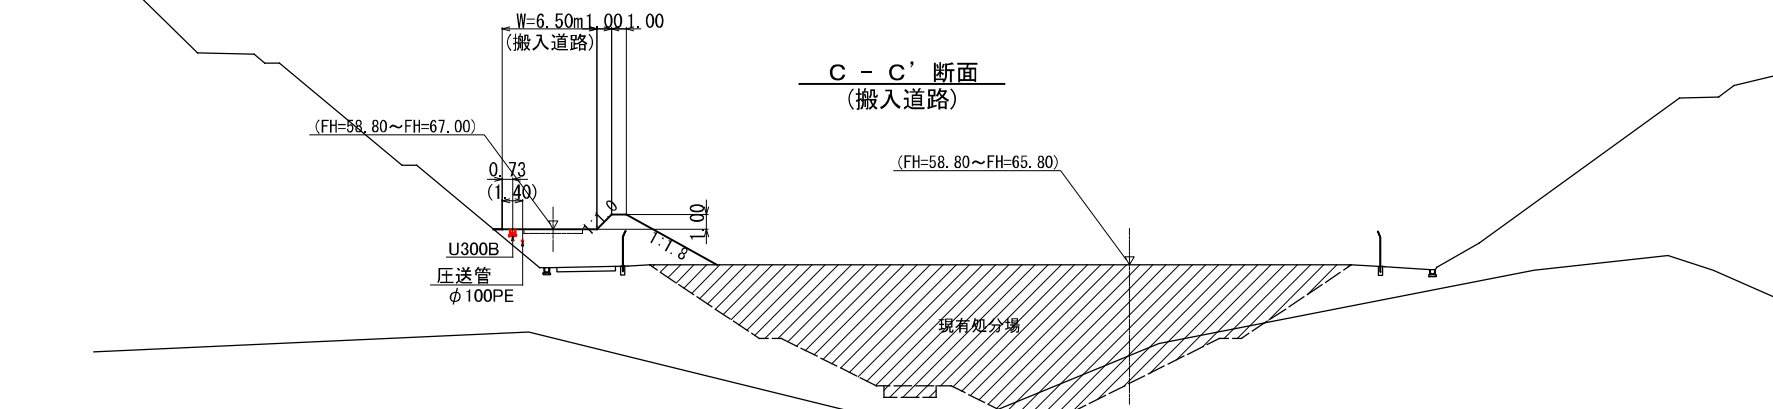 W=6.50m 1.00 1.00
(搬入道路)
C - C' 断面
(搬入道路)
(FH=58.80～FH=67.00)
(FH=58.80～FH=65.80)
0.73
(1.40)
1:1.0
1.00
1:1.8
U300B
圧送管
φ100PE
現有処分場